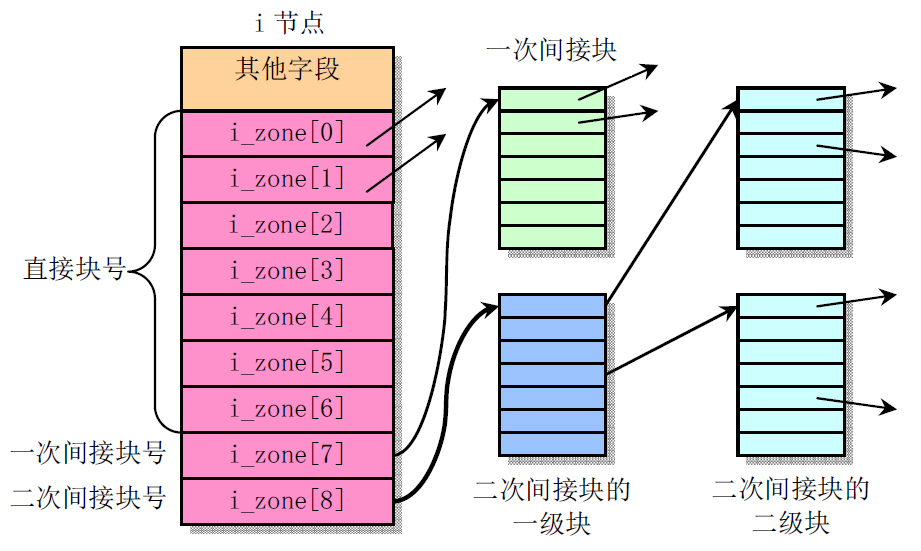 i 节点
其他字段
i_zone[0]
i_zone[1]
i_zone[2]
i_zone[3]
i_zone[4]
i_zone[5]
i_zone[6]
i_zone[7]
i_zone[8]
直接块号
一次间接块号
二次间接块号
一次间接块
二次间接块的
一级块
二次间接块的
二级块